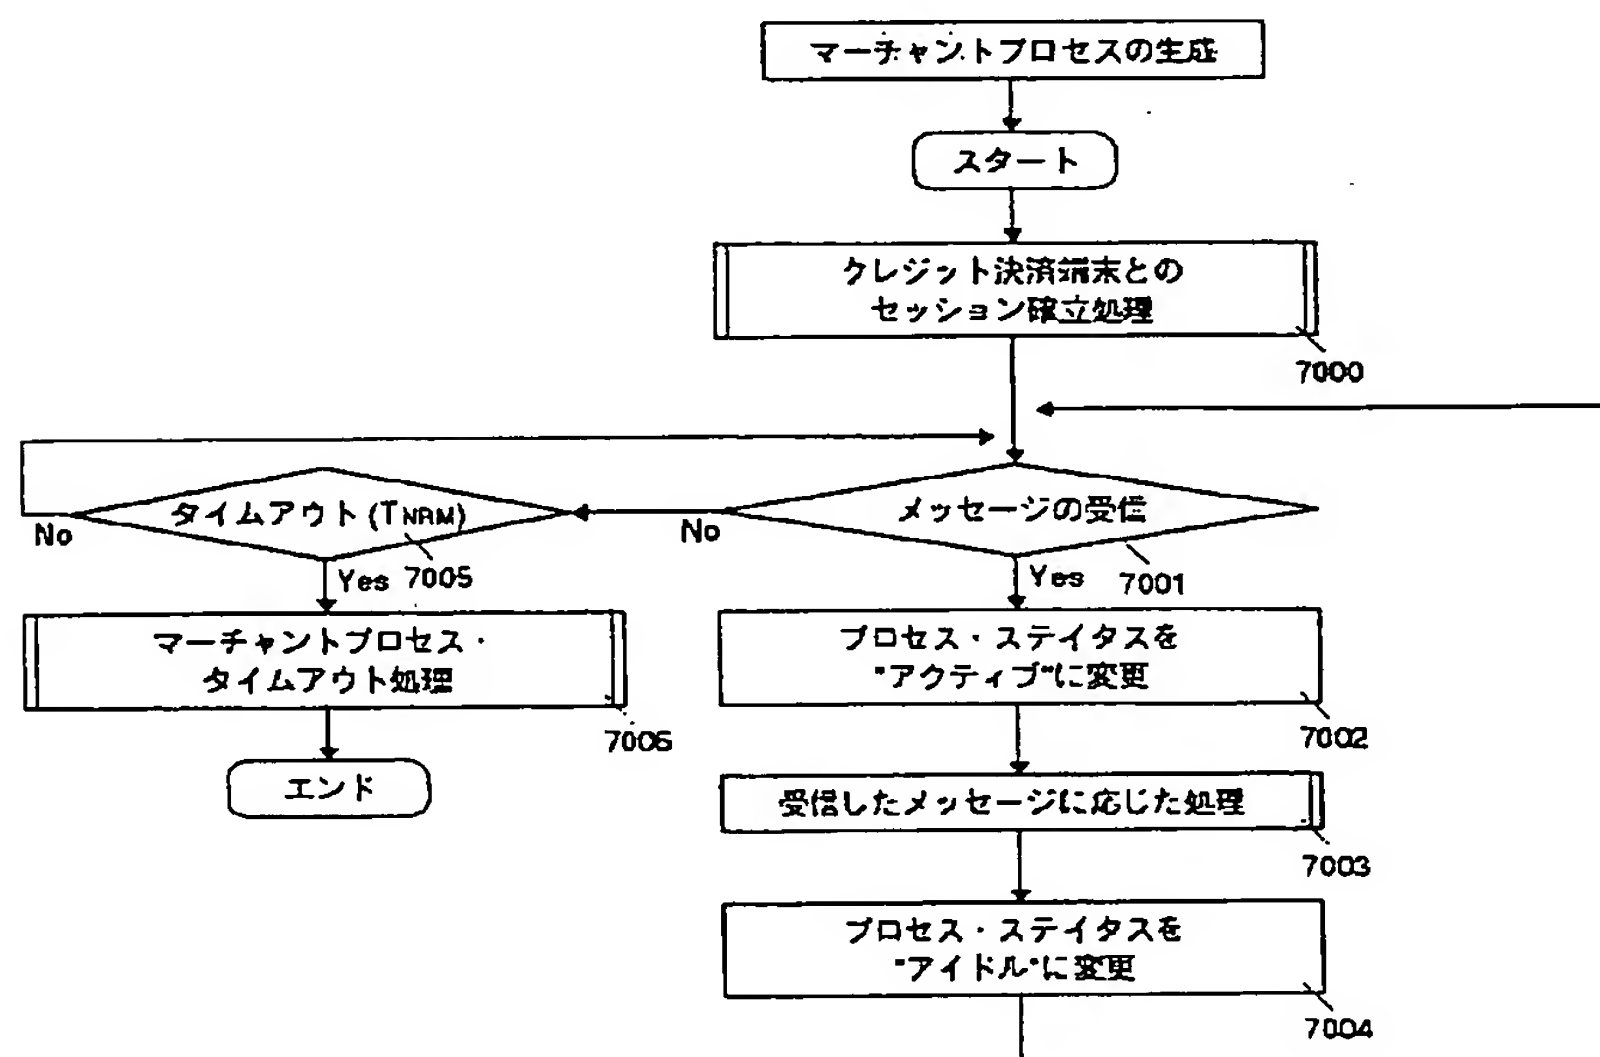 マーチャントプロセスの生成
スタート
クレジット決済端末との
セッション確立処理
7000
メッセージの受信
No
Yes
7001
タイムアウト(TNRM)
No
Yes
7005
マーチャントプロセス・
タイムアウト処理
7006
エンド
プロセス・ステイタスを
"アクティブ"に変更
7002
受信したメッセージに応じた処理
7003
プロセス・ステイタスを
"アイドル"に変更
7004